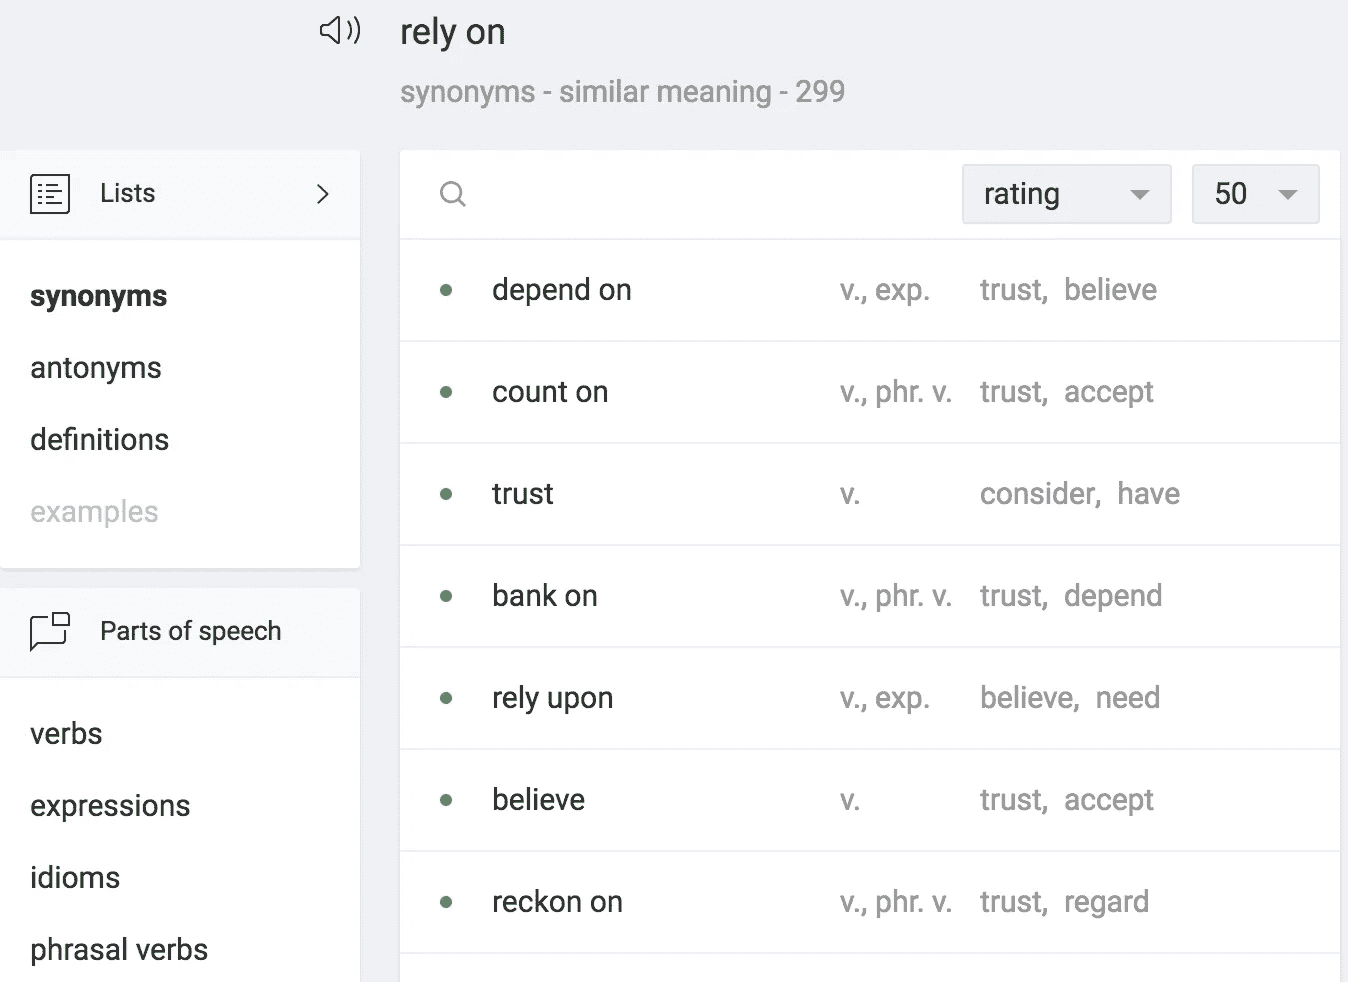 rely on
synonyms - similar meaning - 299
Lists
synonyms
antonyms
definitions
examples
Parts of speech
verbs
expressions
idioms
phrasal verbs
rating 50
depend on v., exp. trust, believe
count on v., phr. v. trust, accept
trust v. consider, have
bank on v., phr. v. trust, depend
rely upon v., exp. believe, need
believe v. trust, accept
reckon on v., phr. v. trust, regard